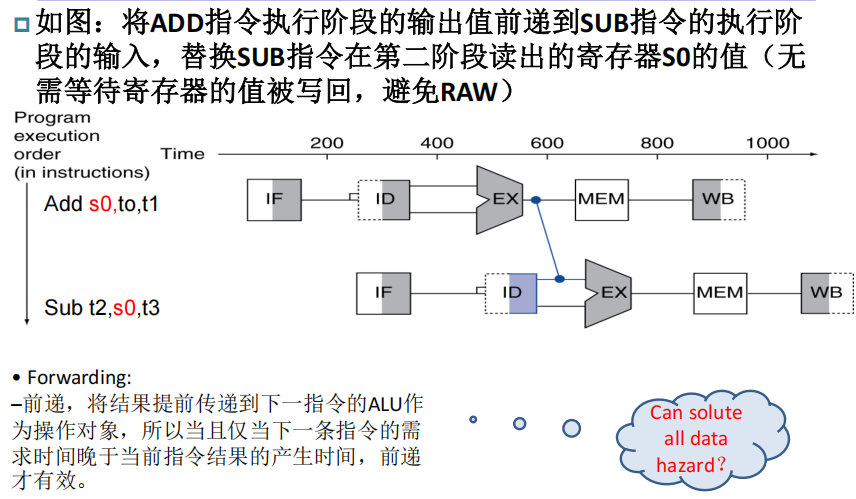 如图：将ADD指令执行阶段的输出值前递到SUB指令的执行阶
段的输入，替换SUB指令在第二阶段读出的寄存器S0的值（无
需等待寄存器的值被写回，避免RAW）
Program
execution
order
(in instructions)
Time
200 400 600 800 1000
Add s0,to,t1
IF ID EX MEM WB
Sub t2,s0,t3
IF ID EX MEM WB
• Forwarding:
–前递，将结果提前传递到下一指令的ALU作
为操作对象，所以当且仅当下一条指令的需
求时间晚于当前指令结果的产生时间，前递
才有效。
Can solute
all data
hazard？